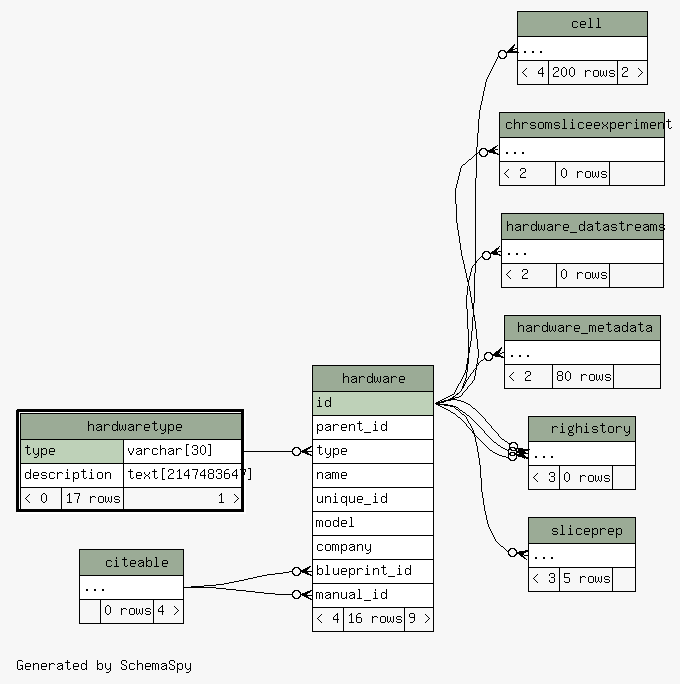 cell
...
< 4 200 rows 2 >
chrsomsliceexperiment
...
< 2 0 rows
hardware_datastreams
...
< 2 0 rows
hardware_metadata
...
< 2 80 rows
righistory
...
< 3 0 rows
sliceprep
...
< 3 5 rows
hardware
id
parent_id
type
name
unique_id
model
company
blueprint_id
manual_id
< 4 16 rows 9 >
hardwaretype
type varchar[30]
description text[2147483647]
< 0 17 rows 1 >
citeable
...
0 rows 4 >
Generated by SchemaSpy